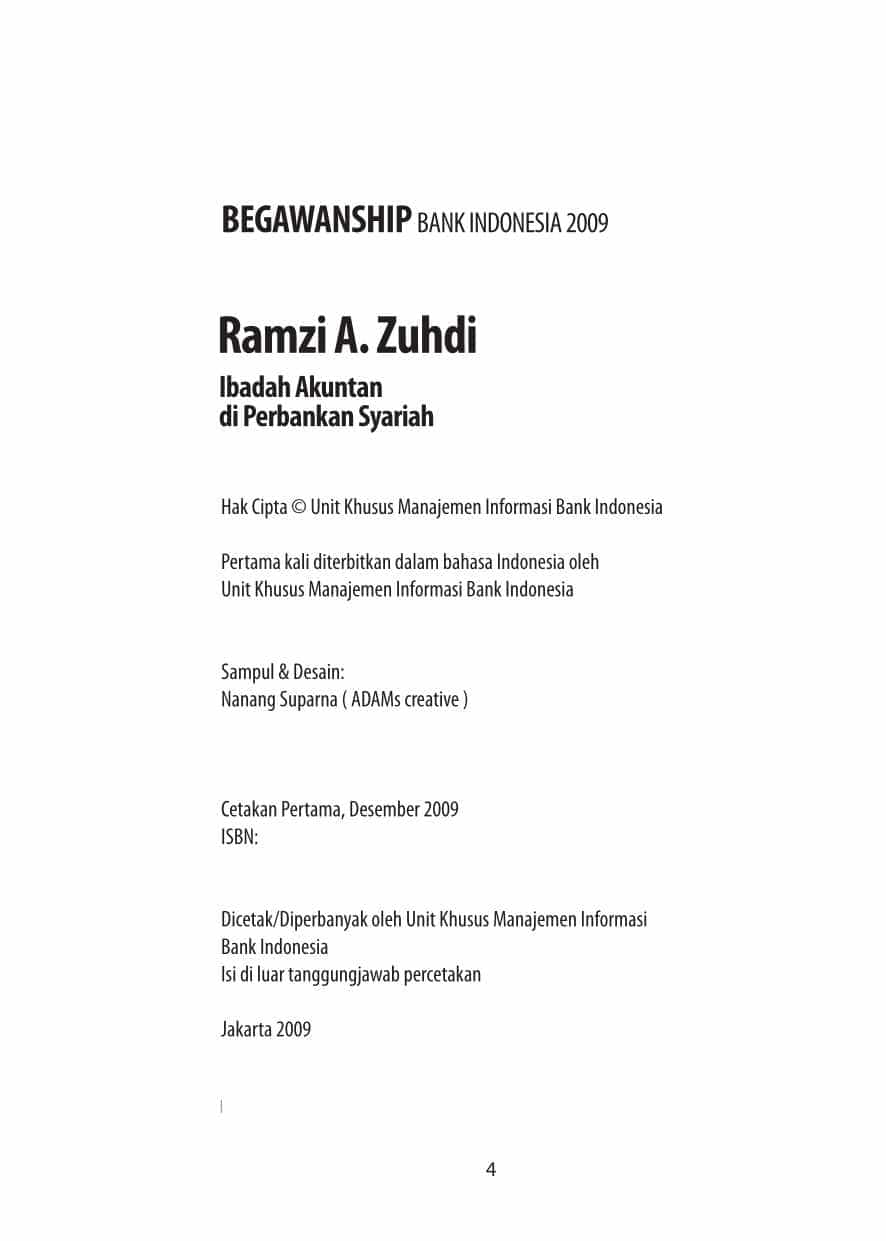 BEGAWANSHIP BANK INDONESIA 2009
Ramzi A. Zuhdi
Ibadah Akuntan
di Perbankan Syariah
Hak Cipta © Unit Khusus Manajemen Informasi Bank Indonesia
Pertama kali diterbitkan dalam bahasa Indonesia oleh
Unit Khusus Manajemen Informasi Bank Indonesia
Sampul & Desain:
Nanang Suparna ( ADAMs creative )
Cetakan Pertama, Desember 2009
ISBN:
Dicetak/Diperbanyak oleh Unit Khusus Manajemen Informasi
Bank Indonesia
Isi di luar tanggungjawab percetakan
Jakarta 2009
4